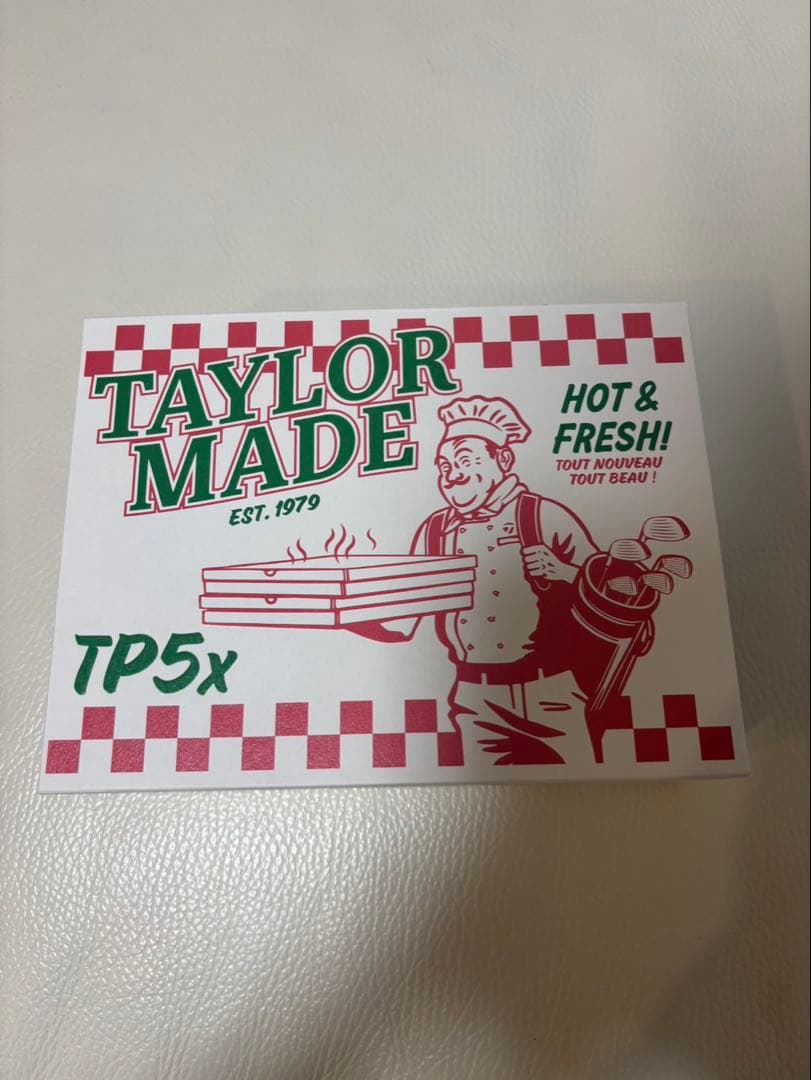 TAYLOR
MADE
EST. 1979
HOT &
FRESH!
TOUT NOUVEAU
TOUT BEAU !
TP5x